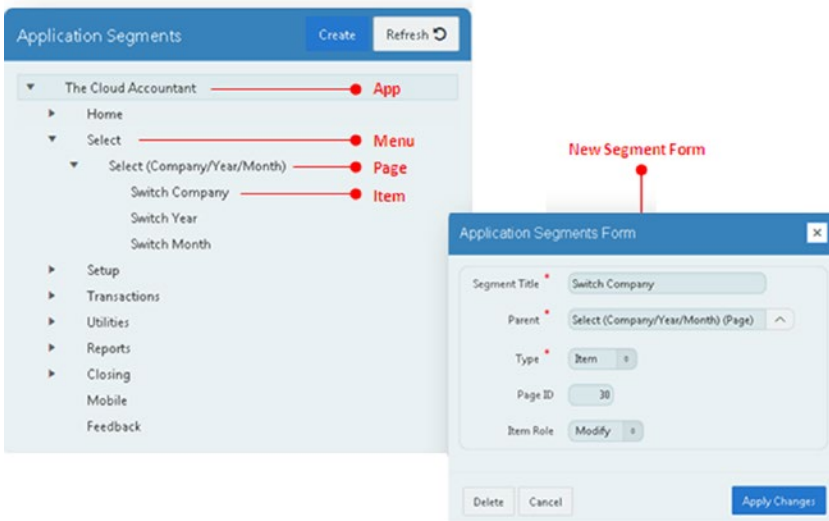 Application Segments
Create
Refresh
The Cloud Accountant
App
Home
Select
Menu
Select (Company/Year/Month)
Page
Switch Company
Item
Switch Year
Switch Month
Setup
Transactions
Utilities
Reports
Closing
Mobile
Feedback
New Segment Form
Application Segments Form
Segment Title * Switch Company
Parent * Select (Company/Year/Month) (Page)
Type * Item
Page ID 30
Item Role Modify
Delete
Cancel
Apply Changes